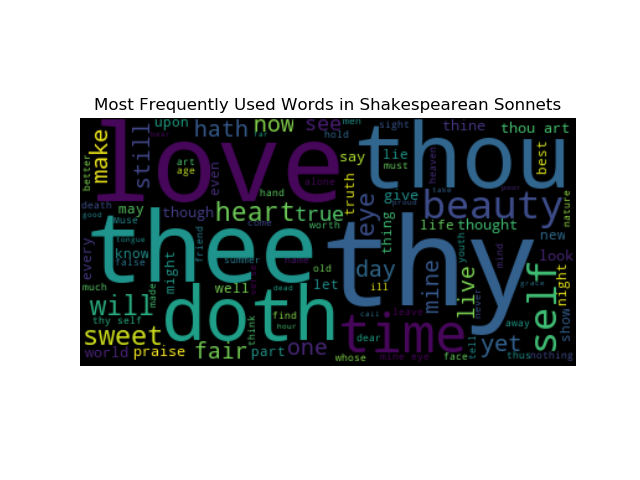 Most Frequently Used Words in Shakespearean Sonnets
upon
hath
far
now
see
men
hold
sight
thine
thou art
love
thou
make
still
better
art
age
even
say
lie
must
heaven
best
hand
alone
truth
give
take
nature
death
good
may
Muse
though
heart
true
eye
beauty
thee
thy
come
worth
thing
proud
life
thought
youth
new
every
know
false
tongue
might
friend
summer
name
old
day
mine
mind
look
much
will
made
well
doth
let
ill
live
never
night
self
dead
find
hour
call
leave
grace
away
show
thy self
think
time
sweet
world
praise
fair
part
one
whose
dear
mine eye
face
tell
yet
thus
nothing